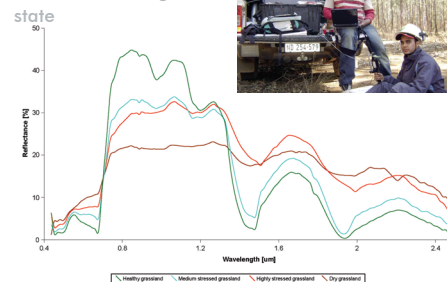 state
50
40
30
20
10
0
Reflectance [%]
0.4 0.8 1.2 1.6 2 2.4
Wavelength [um]
Healthy grassland Medium stressed grassland Highly stressed grassland Dry grassland